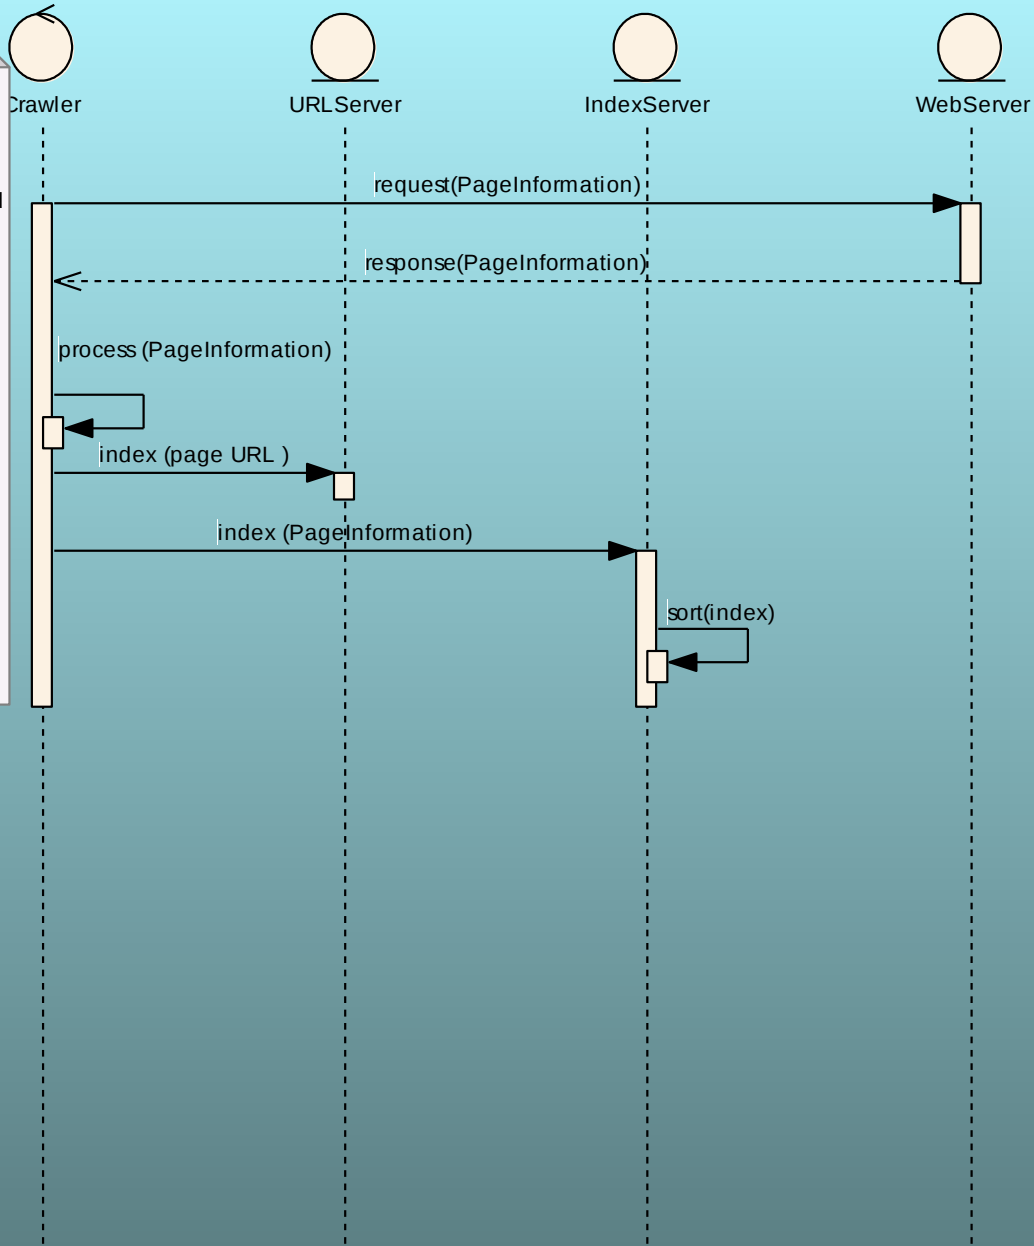 Crawler URLServer IndexServer WebServer
request(PageInformation)
response(PageInformation)
process (PageInformation)
index (page URL )
index (PageInformation)
sort(index)